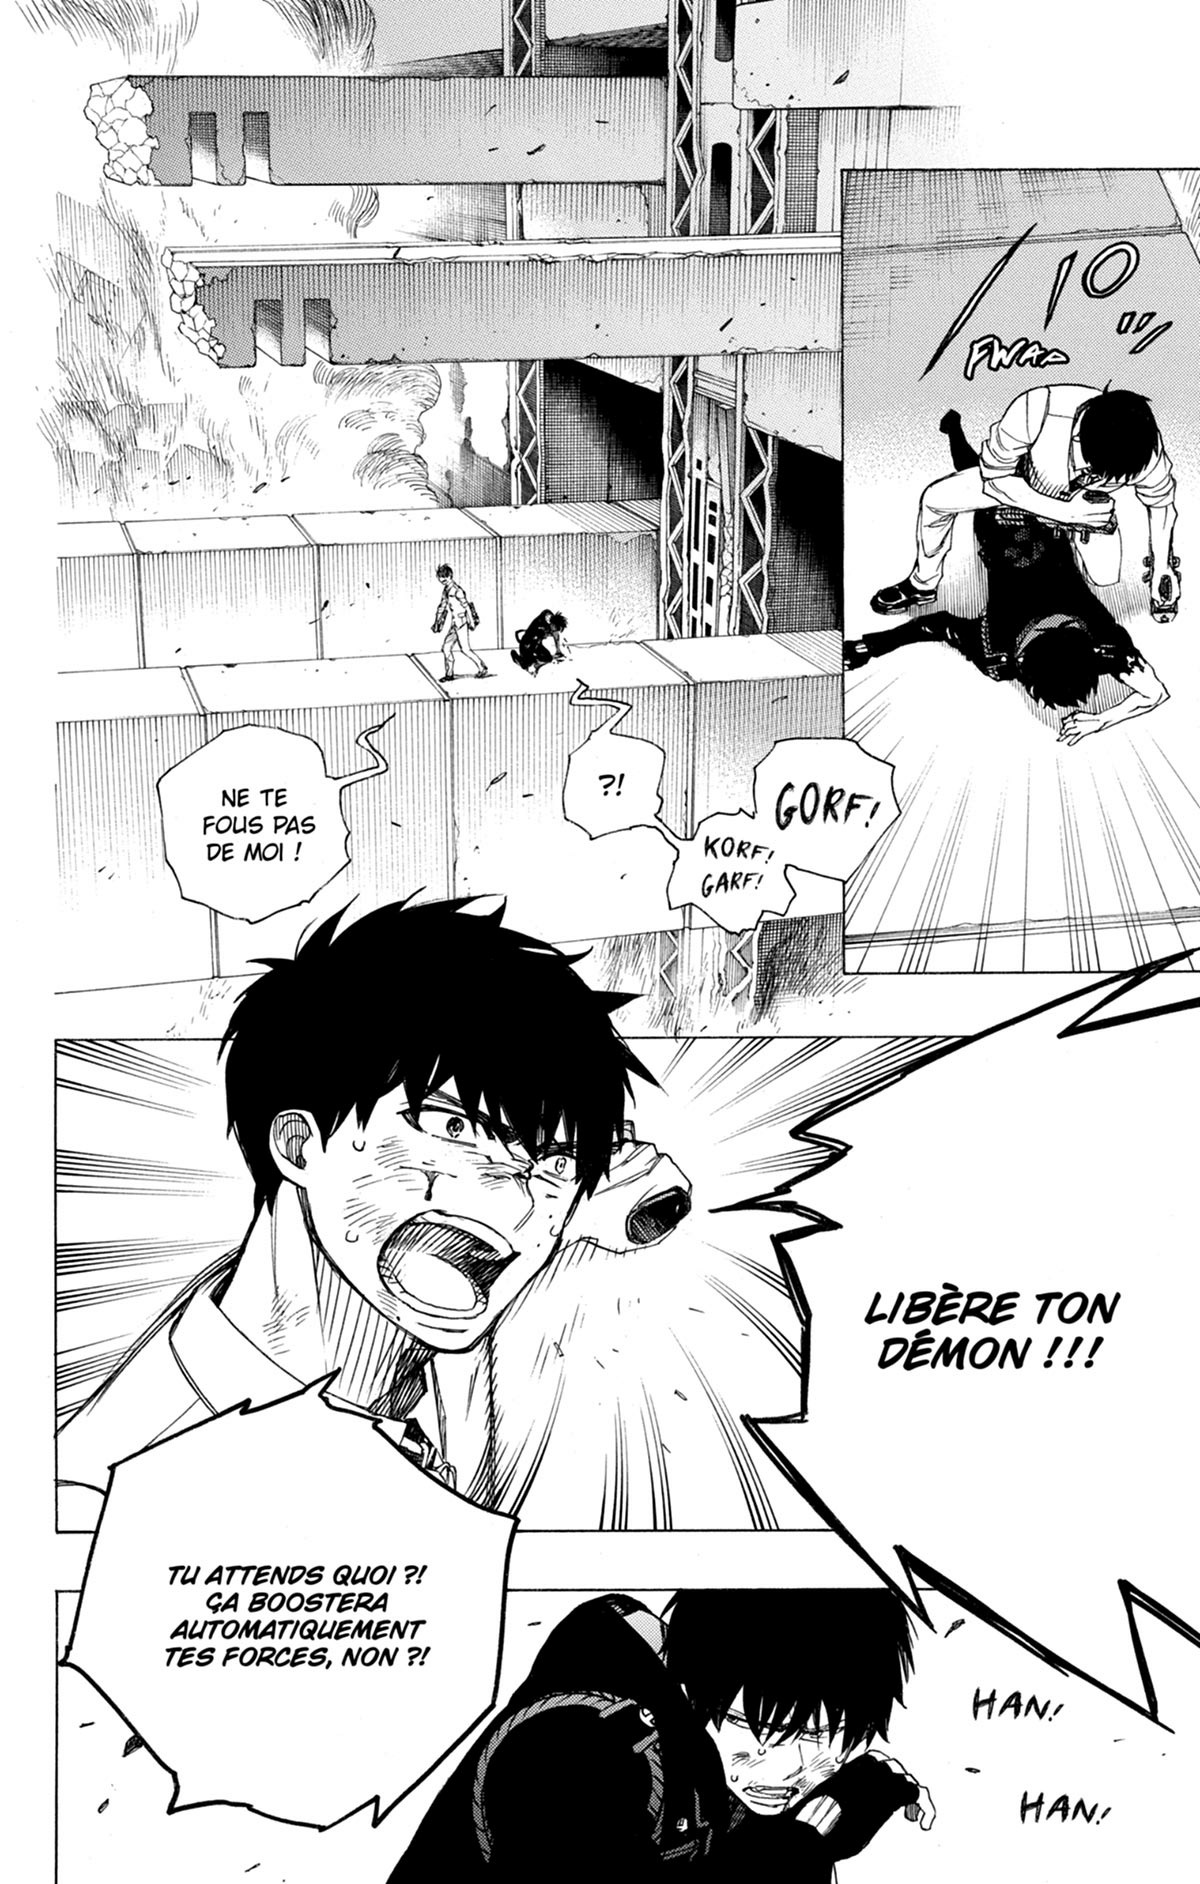 FWAP
NE TE
FOUS PAS
DE MOI !
?!
GORF!
KORF!
GARF!
LIBÈRE TON
DÉMON !!!
TU ATTENDS QUOI ?!
ÇA BOOSTERA
AUTOMATIQUEMENT
TES FORCES, NON ?!
HAN!
HAN!